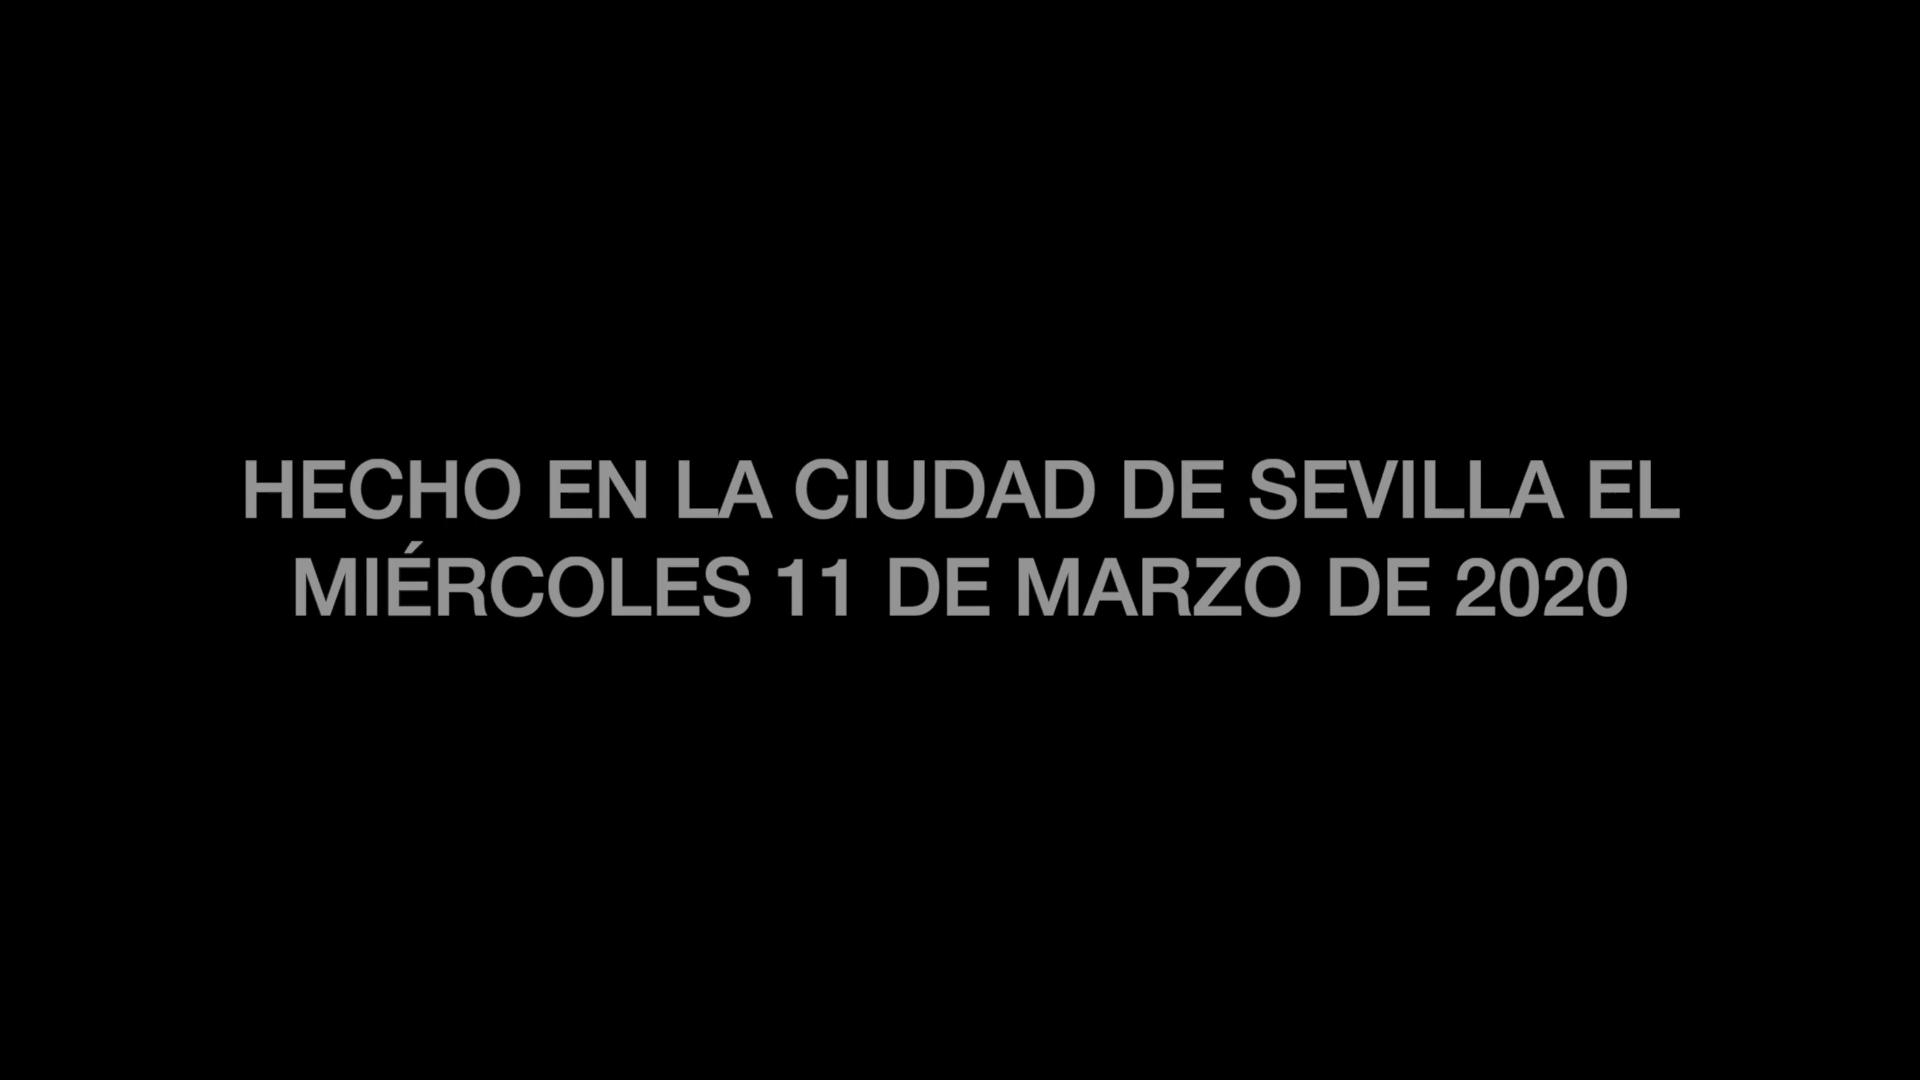 HECHO EN LA CIUDAD DE SEVILLA EL
MIÉRCOLES 11 DE MARZO DE 2020